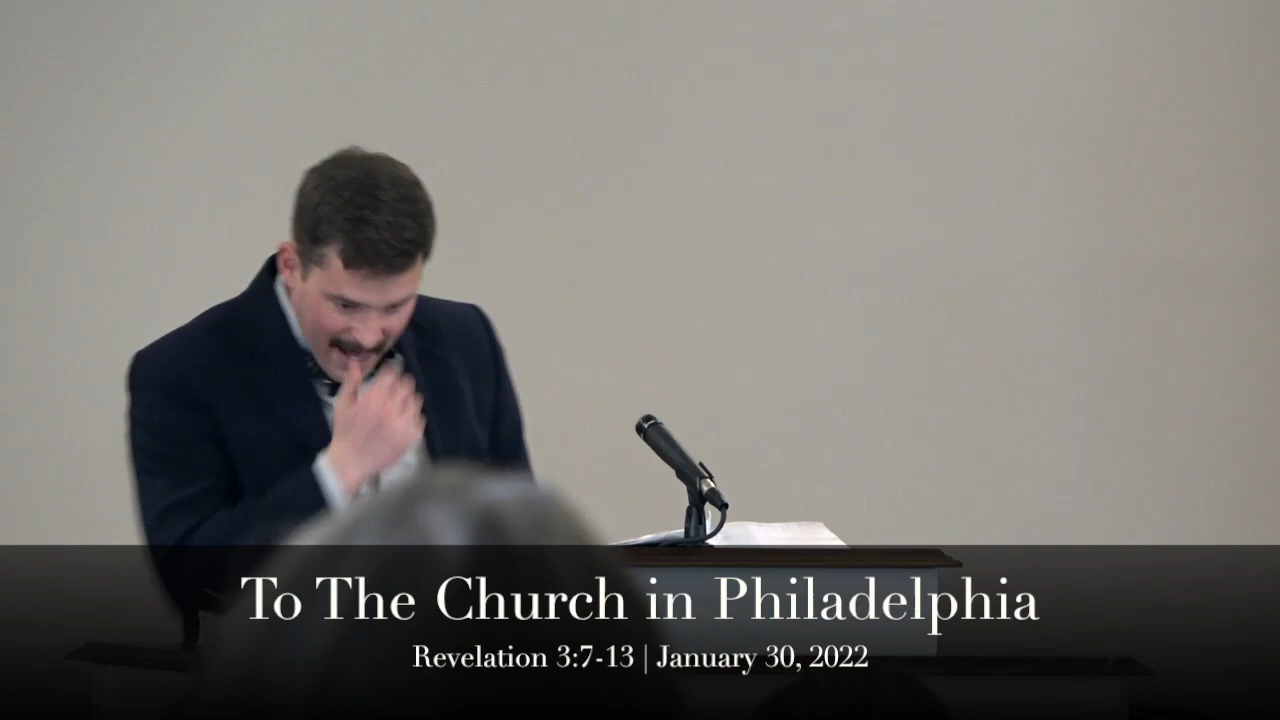 To The Church in Philadelphia
Revelation 3:7-13 | January 30, 2022